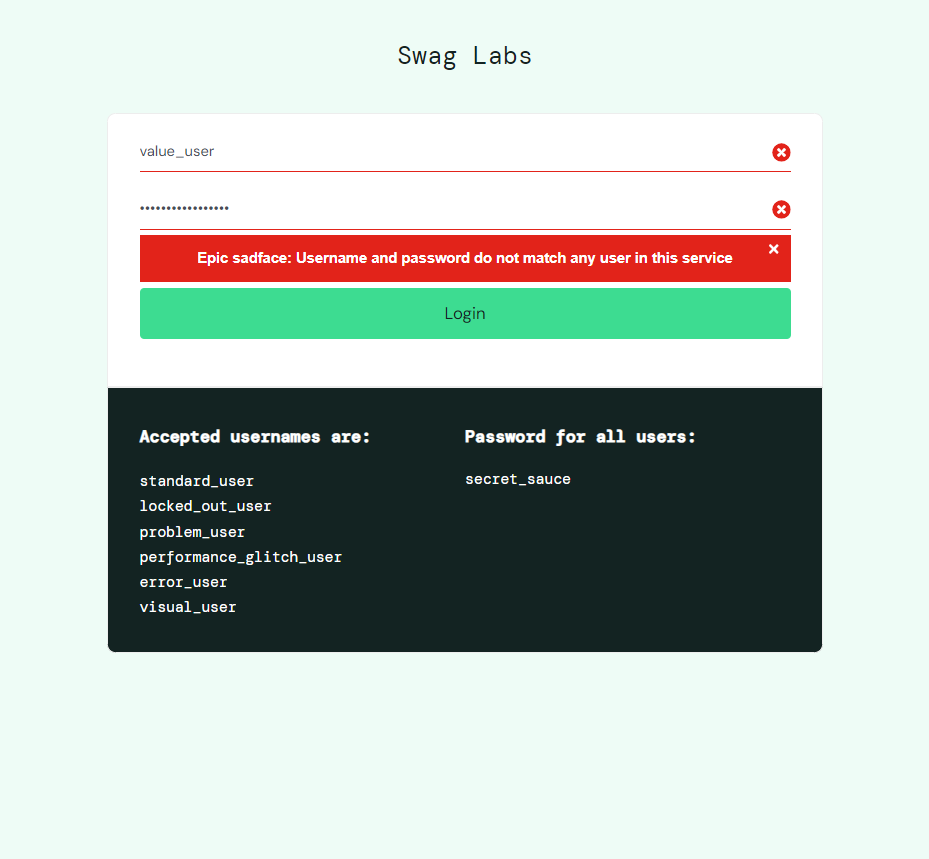 Swag Labs
value_user
•••••••••••••••••
Epic sadface: Username and password do not match any user in this service
Login
Accepted usernames are:
standard_user
locked_out_user
problem_user
performance_glitch_user
error_user
visual_user
Password for all users:
secret_sauce